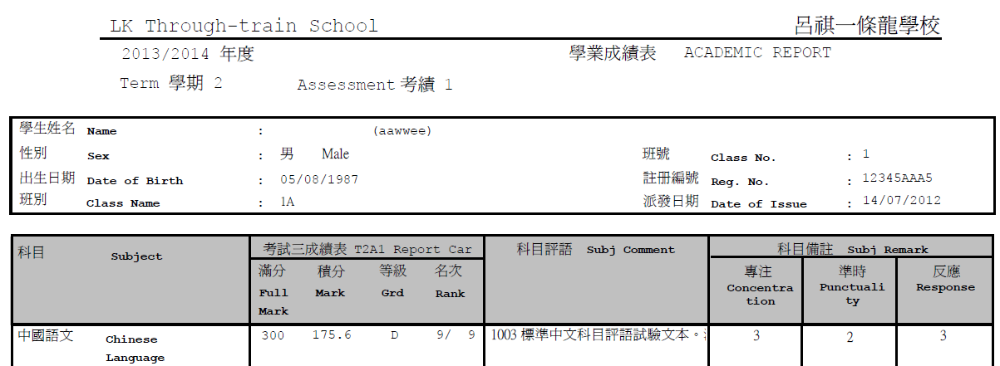 LK Through-train School 呂祺一條龍學校
2013/2014 年度 學業成績表 ACADEMIC REPORT
Term 學期 2 Assessment 考績 1
學生姓名 Name : (aawwee)
性別 Sex : 男 Male 班號 Class No. : 1
出生日期 Date of Birth : 05/08/1987 註冊編號 Reg. No. : 12345AAA5
班別 Class Name : 1A 派發日期 Date of Issue : 14/07/2012
科目 Subject 考試三成績表 T2A1 Report Car 科目評語 Subj Comment 科目備註 Subj Remark
滿分 積分 等級 名次 專注 準時 反應
Full Mark Grd Rank Concentra Punctuali Response
Mark tion ty
中國語文 Chinese 300 175.6 D 9/ 9 1003 標準中文科目評語試驗文本。 3 2 3
Language